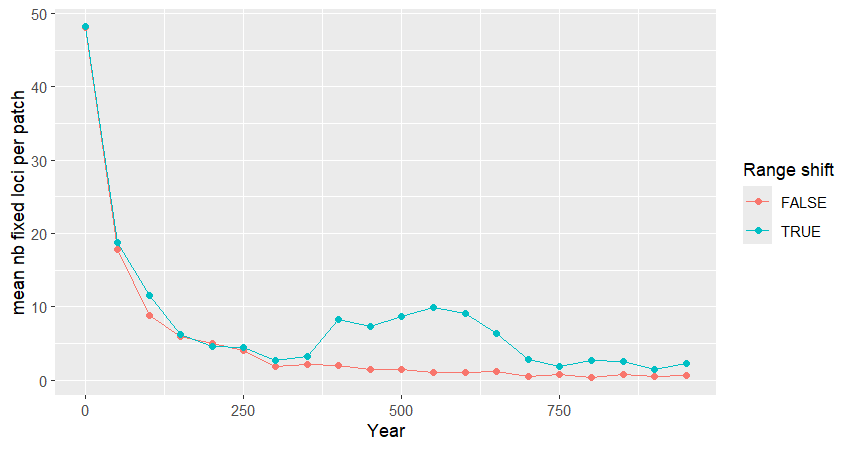 mean nb fixed loci per patch
50
40
30
20
10
0
0 250 500 750
Year
Range shift
FALSE
TRUE